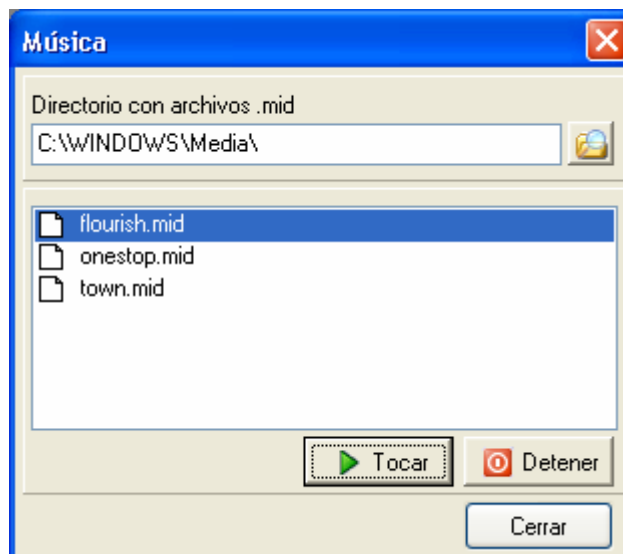 Música
Directorio con archivos .mid
C:\WINDOWS\Media\
flourish.mid
onestop.mid
town.mid
Tocar
Detener
Cerrar